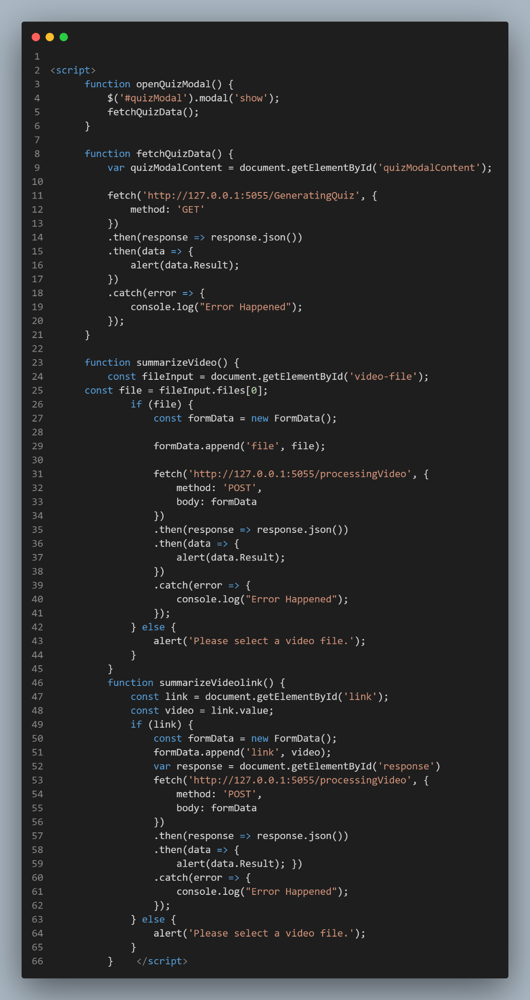 1
2 <script>
3 function openQuizModal() {
4 $('#quizModal').modal('show');
5 fetchQuizData();
6 }
7
8 function fetchQuizData() {
9 var quizModalContent = document.getElementById('quizModalContent');
10
11 fetch('http://127.0.0.1:5055/GeneratingQuiz', {
12 method: 'GET'
13 })
14 .then(response => response.json())
15 .then(data => {
16 alert(data.Result);
17 })
18 .catch(error => {
19 console.log("Error Happened");
20 });
21 }
22
23 function summarizeVideo() {
24 const fileInput = document.getElementById('video-file');
25 const file = fileInput.files[0];
26 if (file) {
27 const formData = new FormData();
28
29 formData.append('file', file);
30
31 fetch('http://127.0.0.1:5055/processingVideo', {
32 method: 'POST',
33 body: formData
34 })
35 .then(response => response.json())
36 .then(data => {
37 alert(data.Result);
38 })
39 .catch(error => {
40 console.log("Error Happened");
41 });
42 } else {
43 alert('Please select a video file.');
44 }
45 }
46 function summarizeVideolink() {
47 const link = document.getElementById('link');
48 const video = link.value;
49 if (link) {
50 const formData = new FormData();
51 formData.append('link', video);
52 var response = document.getElementById('response')
53 fetch('http://127.0.0.1:5055/processingVideo', {
54 method: 'POST',
55 body: formData
56 })
57 .then(response => response.json())
58 .then(data => {
59 alert(data.Result); })
60 .catch(error => {
61 console.log("Error Happened");
62 });
63 } else {
64 alert('Please select a video file.');
65 }
66 } </script>